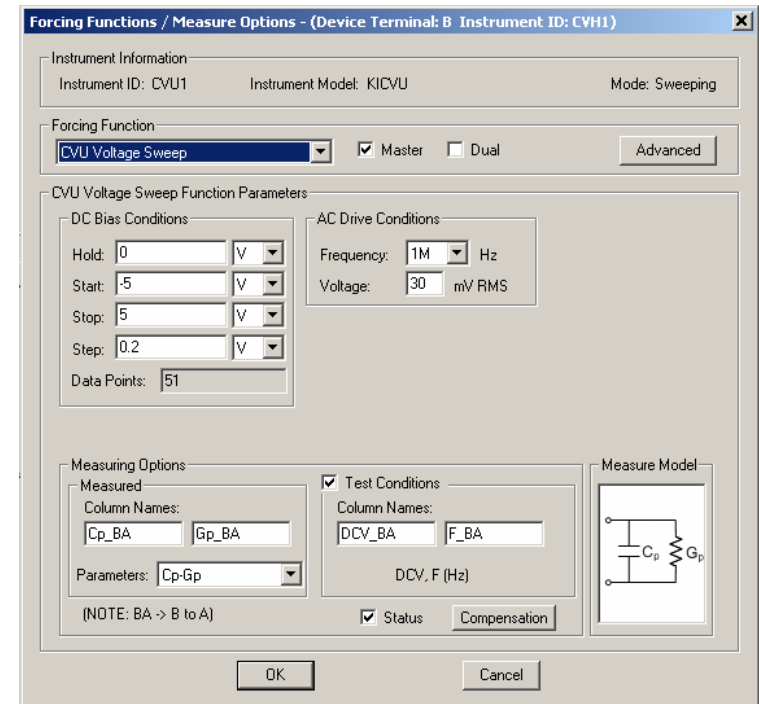 Forcing Functions / Measure Options - (Device Terminal: B Instrument ID: CVH1)
Instrument Information
Instrument ID: CVU1 Instrument Model: KICVU Mode: Sweeping
Forcing Function
CVU Voltage Sweep Master Dual Advanced
CVU Voltage Sweep Function Parameters
DC Bias Conditions
Hold: 0 V
Start: -5 V
Stop: 5 V
Step: 0.2 V
Data Points: 51
AC Drive Conditions
Frequency: 1M Hz
Voltage: 30 mV RMS
Measuring Options
Measured
Column Names:
Cp_BA Gp_BA
Parameters: Cp-Gp
(NOTE: BA -> B to A)
Test Conditions
Column Names:
DCV_BA F_BA
DCV, F (Hz)
Status Compensation
Measure Model
Cp Gp
OK Cancel